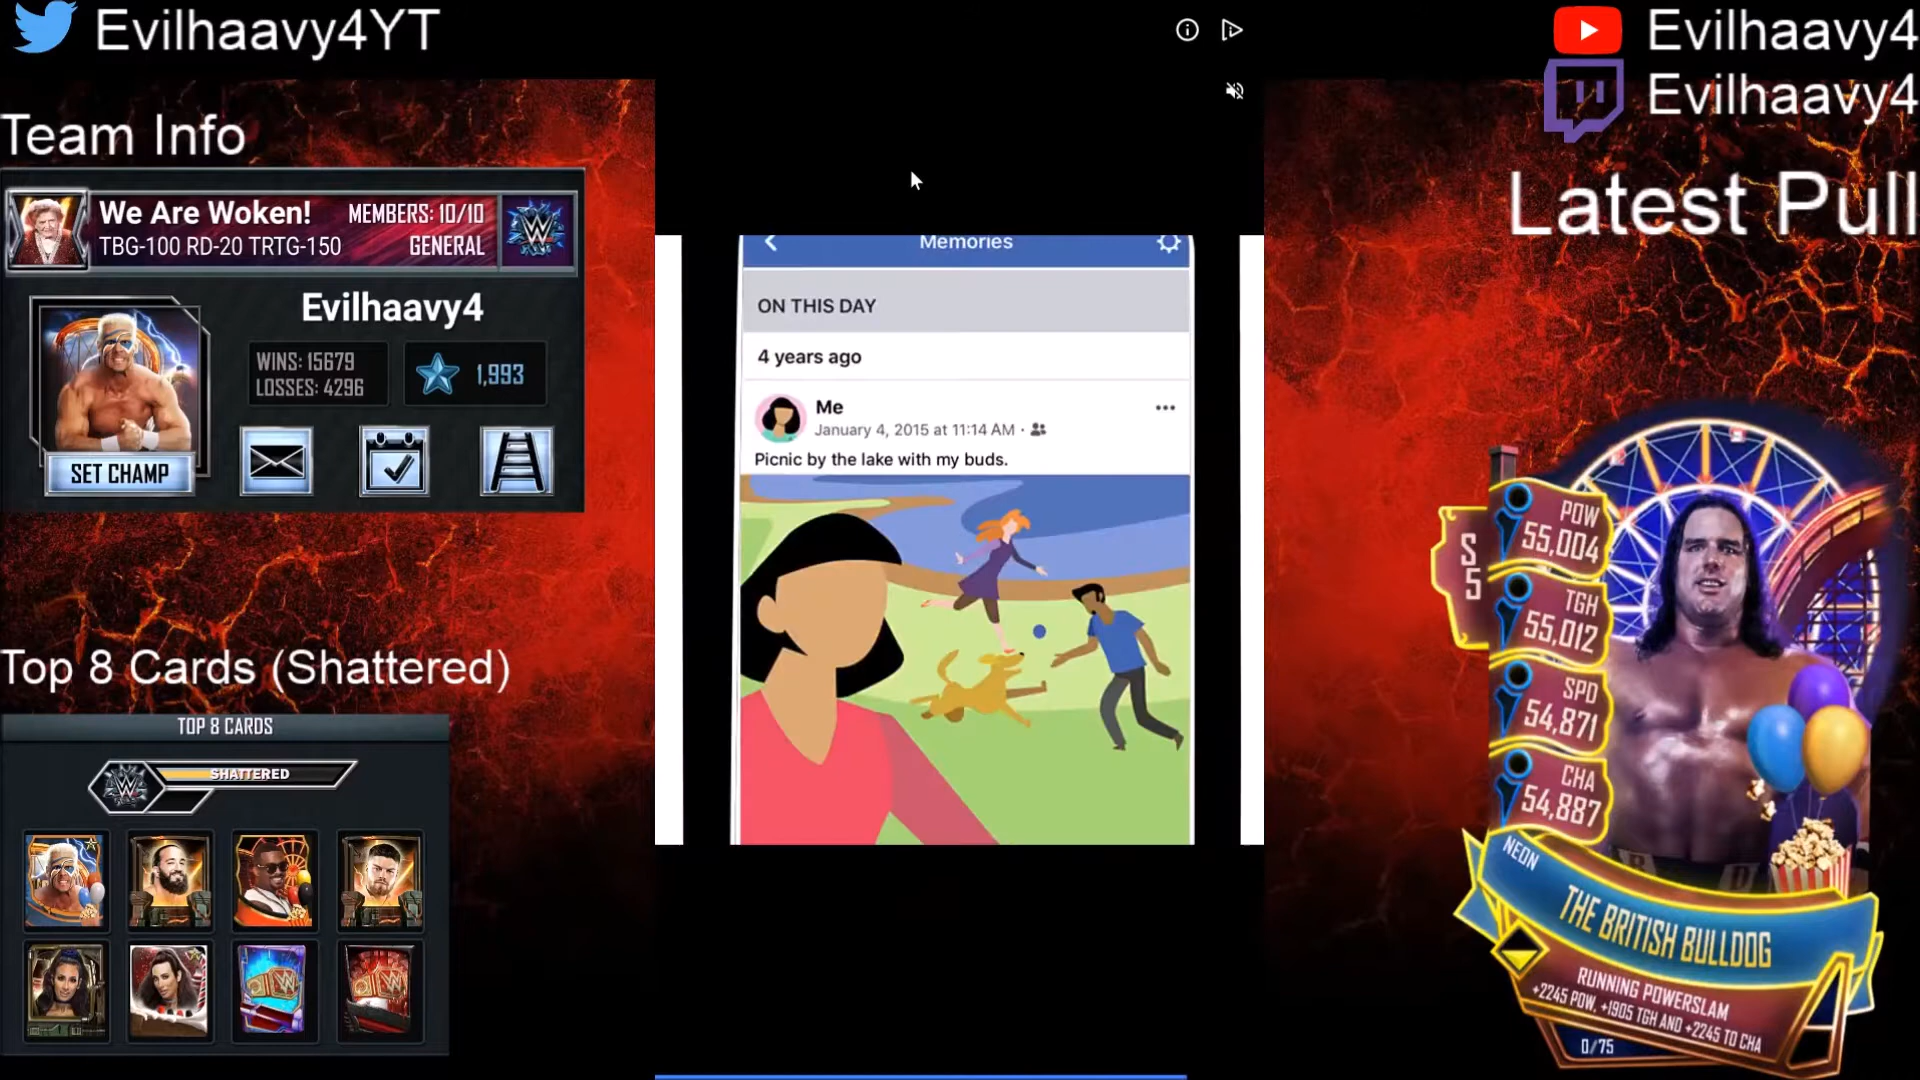 Evilhaavy4YT
Evilhaavy4
Evilhaavy4
Team Info
We Are Woken!
MEMBERS: 10/10
TBG-100 RD-20 TRTG-150
GENERAL
Evilhaavy4
WINS: 15679
LOSSES: 4296
1,993
SET CHAMP
Top 8 Cards (Shattered)
TOP 8 CARDS
SHATTERED
Memories
ON THIS DAY
4 years ago
Me
January 4, 2015 at 11:14 AM ·
Picnic by the lake with my buds.
Latest Pull
S
5
POW
55,004
TGH
55,012
SPD
54,871
CHA
54,887
NEON
THE BRITISH BULLDOG
RUNNING POWERSLAM
+2245 POW, +1905 TGH AND +2245 TO CHA
0/75